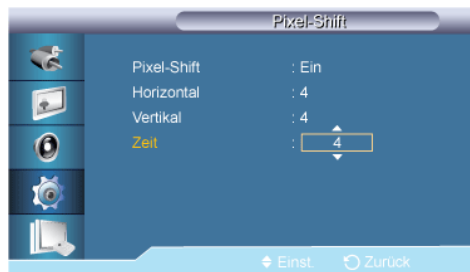 Pixel-Shift
Pixel-Shift : Ein
Horizontal : 4
Vertikal : 4
Zeit : 4
Einst. Zurück